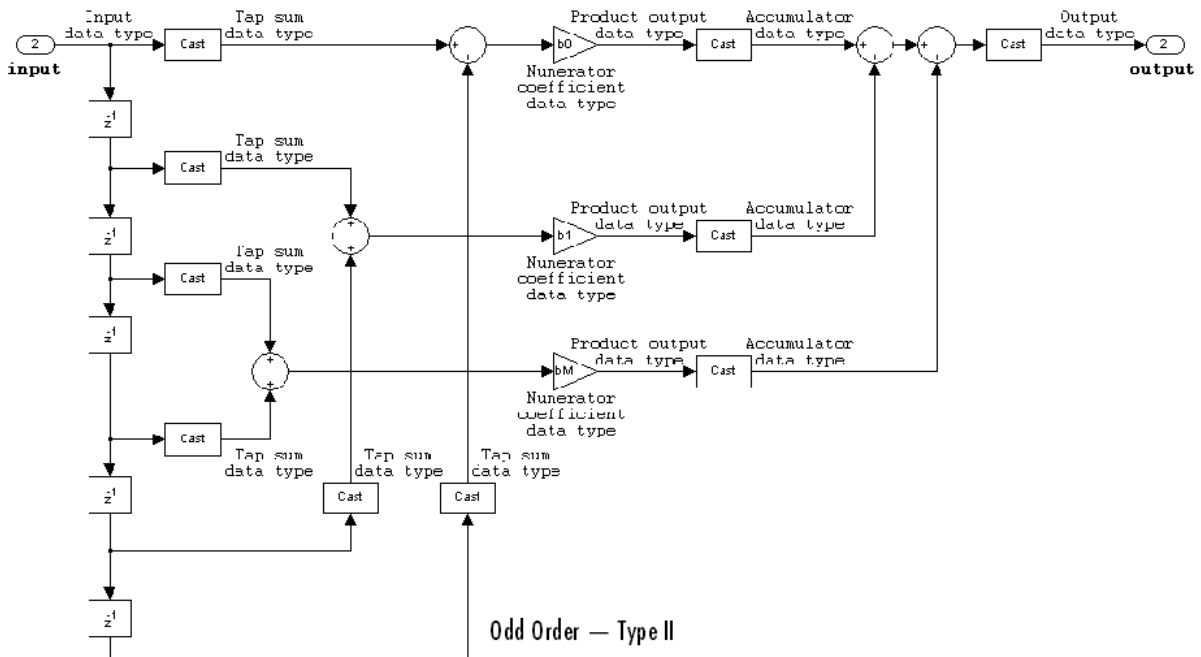 2
input
Input
data type
Cast
Tap sum
data type
+
+
b0
Nunerator
coefficient
data type
Product output
data type
Cast
Accumulator
data type
+
+
+
+
Cast
Output
data type
2
output
z-1
Cast
Tap sum
data type
+
+
b1
Nunerator
coefficient
data type
Product output
data type
Cast
Accumulator
data type
z-1
Cast
Tap sum
data type
+
+
bM
Nunerator
coefficient
data type
Product output
data type
Cast
Accumulator
data type
z-1
Cast
Tap sum
data type
z-1
Cast
Tap sum
data type
Cast
Tap sum
data type
z-1
Odd Order — Type II